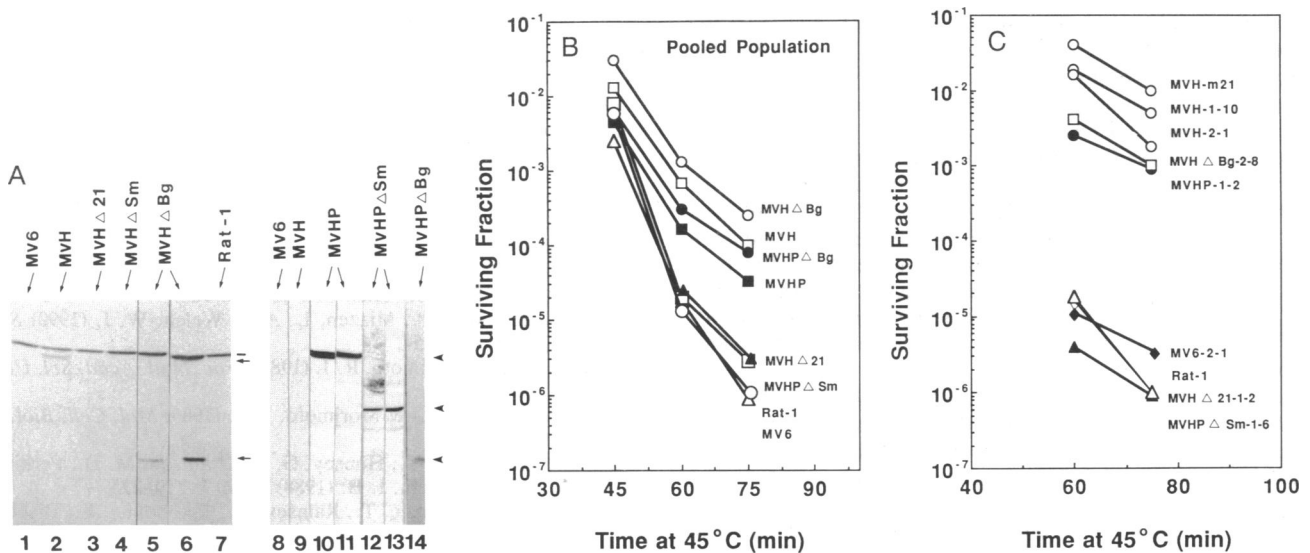 A
MV6
MVH
MVH△21
MVH△Sm
MVH△Bg
Rat-1
MV6
MVH
MVHP
MVHP△Sm
MVHP△Bg
1 2 3 4 5 6 7 8 9 10 11 12 13 14
B
Pooled Population
Surviving Fraction
10-1
10-2
10-3
10-4
10-5
10-6
10-7
MVH△Bg
MVH
MVHP△Bg
MVHP
MVH△21
MVHP△Sm
Rat-1
MV6
30 45 60 75 90
Time at 45°C (min)
C
Surviving Fraction
10-1
10-2
10-3
10-4
10-5
10-6
10-7
MVH-m21
MVH-1-10
MVH-2-1
MVH△Bg-2-8
MVHP-1-2
MV6-2-1
Rat-1
MVH△21-1-2
MVHP△Sm-1-6
40 60 80 100
Time at 45°C (min)